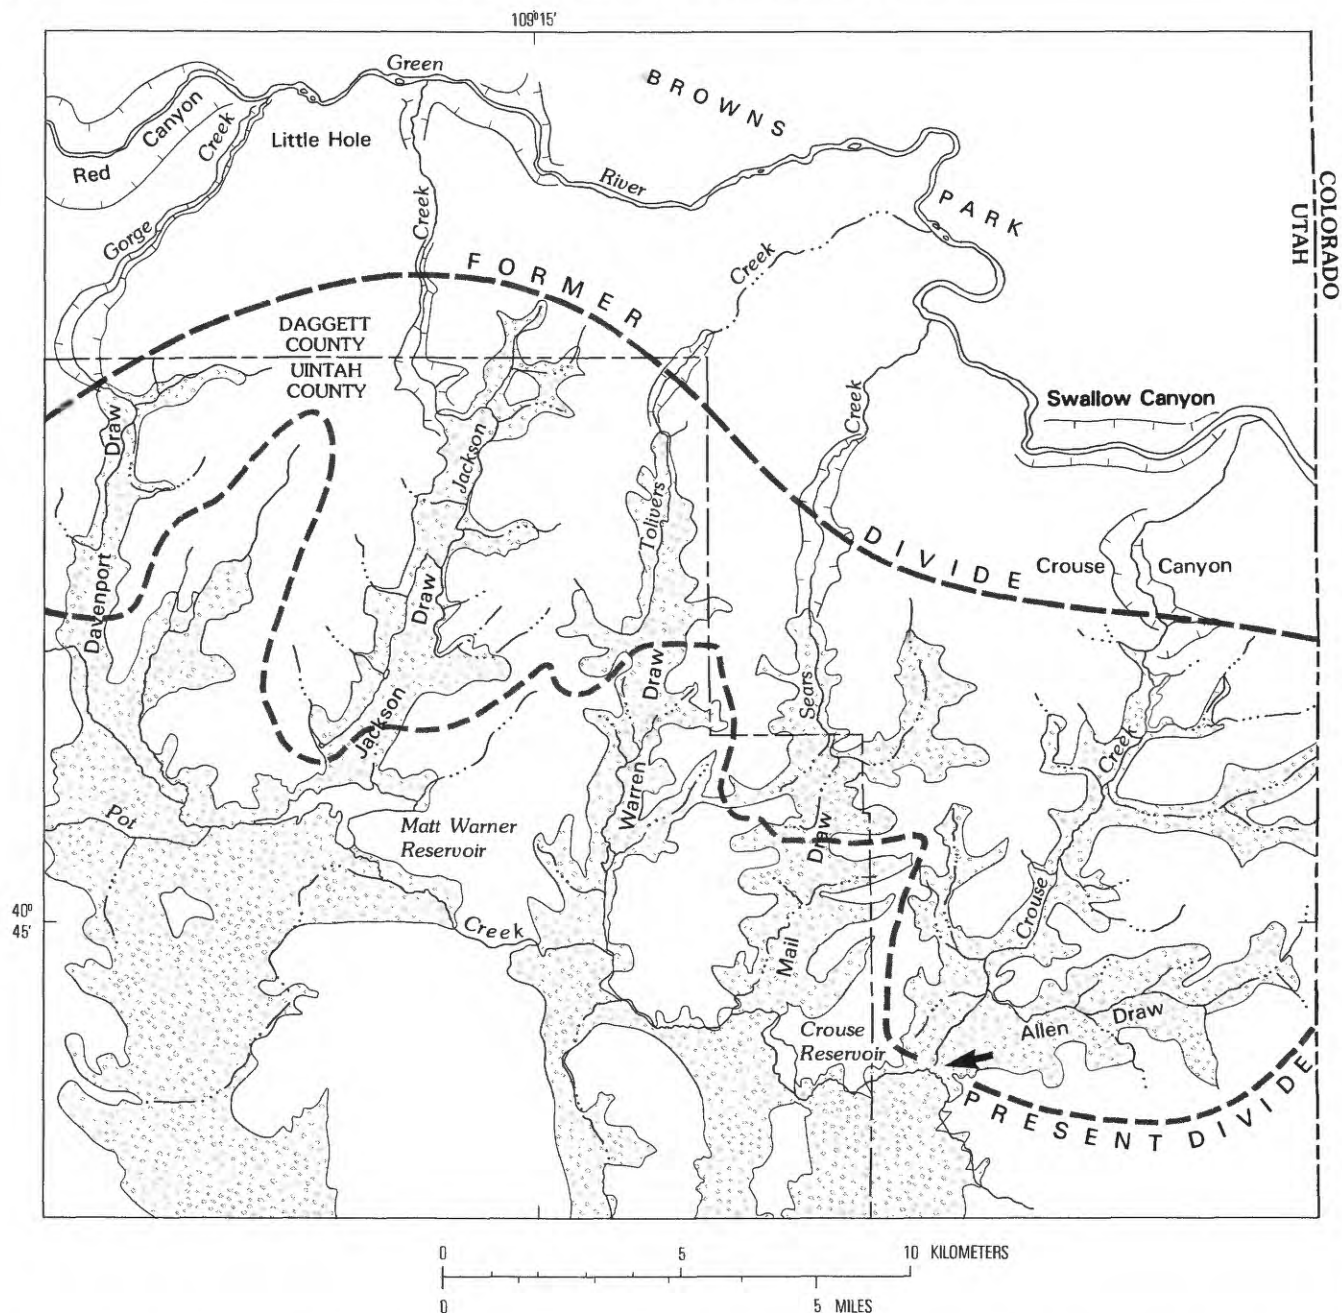 109°15'
Green
BROWNS
Canyon
Creek
Little Hole
Red
River
PARK
COLORADO
UTAH
Gorge
Creek
Creek
FORMER
DAGGETT
COUNTY
UINTAH
COUNTY
Swallow Canyon
Creek
Draw
Jackson
Tolivers
DIVIDE
Crouse
Canyon
Davenport
Draw
Draw
Sears
Jackson
Creek
Pot
Warren
Matt Warner
Reservoir
Draw
Crouse
40°
45'
Creek
Mail
Allen
Draw
Crouse
Reservoir
PRESENT DIVIDE
0 5 10 KILOMETERS
0 5 MILES